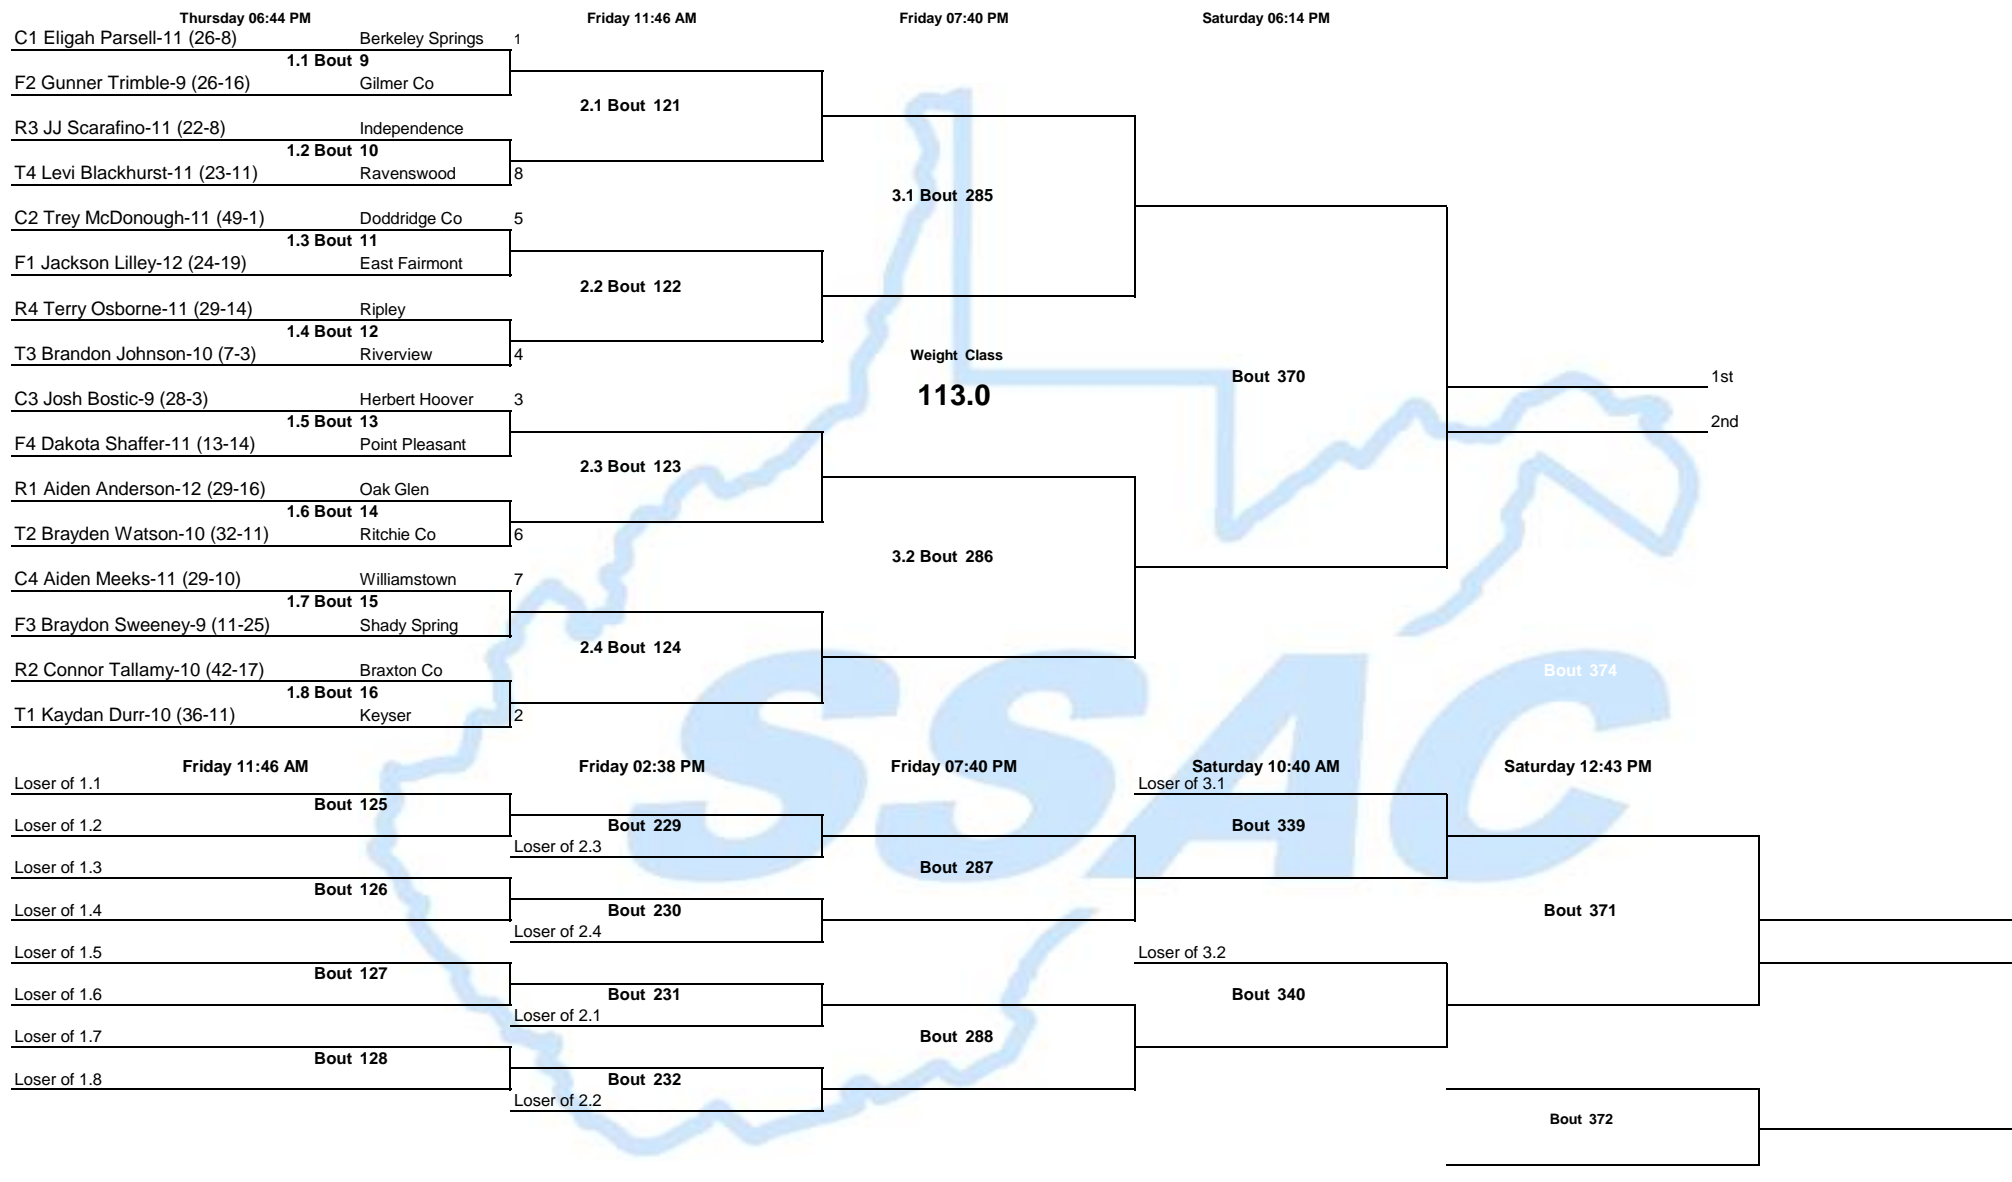 Thursday 06:44 PM Friday 11:46 AM Friday 07:40 PM Saturday 06:14 PM
C1 Eligah Parsell-11 (26-8) Berkeley Springs 1
1.1 Bout 9
F2 Gunner Trimble-9 (26-16) Gilmer Co
2.1 Bout 121
R3 JJ Scarafino-11 (22-8) Independence
1.2 Bout 10
T4 Levi Blackhurst-11 (23-11) Ravenswood 8
3.1 Bout 285
C2 Trey McDonough-11 (49-1) Doddridge Co 5
1.3 Bout 11
F1 Jackson Lilley-12 (24-19) East Fairmont
2.2 Bout 122
R4 Terry Osborne-11 (29-14) Ripley
1.4 Bout 12
T3 Brandon Johnson-10 (7-3) Riverview 4
Weight Class
Bout 370
1st
113.0
C3 Josh Bostic-9 (28-3) Herbert Hoover 3
1.5 Bout 13
2nd
F4 Dakota Shaffer-11 (13-14) Point Pleasant
2.3 Bout 123
R1 Aiden Anderson-12 (29-16) Oak Glen
1.6 Bout 14
T2 Brayden Watson-10 (32-11) Ritchie Co 6
3.2 Bout 286
C4 Aiden Meeks-11 (29-10) Williamstown 7
1.7 Bout 15
F3 Braydon Sweeney-9 (11-25) Shady Spring
2.4 Bout 124
R2 Connor Tallamy-10 (42-17) Braxton Co
Bout 374
1.8 Bout 16
T1 Kaydan Durr-10 (36-11) Keyser 2
SSAC
Friday 11:46 AM Friday 02:38 PM Friday 07:40 PM Saturday 10:40 AM Saturday 12:43 PM
Loser of 1.1 Loser of 3.1
Bout 125
Loser of 1.2 Bout 229 Bout 339
Loser of 2.3
Loser of 1.3 Bout 287
Bout 126
Loser of 1.4 Bout 230 Bout 371
Loser of 2.4
Loser of 1.5 Loser of 3.2
Bout 127
Loser of 1.6 Bout 231 Bout 340
Loser of 2.1
Loser of 1.7 Bout 288
Bout 128
Loser of 1.8 Bout 232
Loser of 2.2
Bout 372